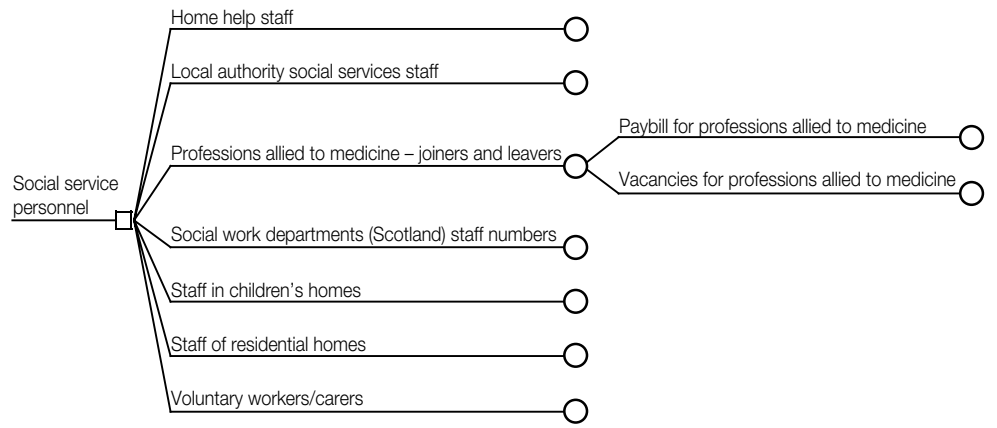 Home help staff
Local authority social services staff
Paybill for professions allied to medicine
Professions allied to medicine – joiners and leavers
Vacancies for professions allied to medicine
Social service
personnel
Social work departments (Scotland) staff numbers
Staff in children's homes
Staff of residential homes
Voluntary workers/carers